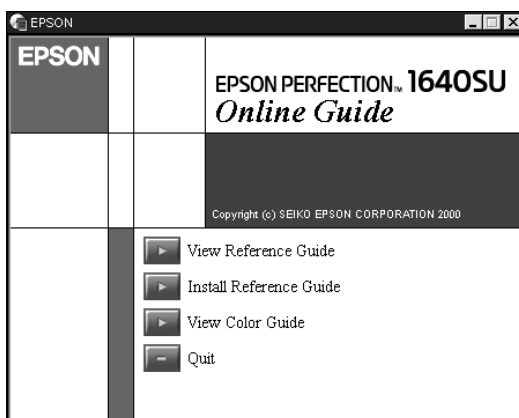 EPSON
EPSON
EPSON PERFECTION™ 1640SU
Online Guide
Copyright (c) SEIKO EPSON CORPORATION 2000
View Reference Guide
Install Reference Guide
View Color Guide
Quit